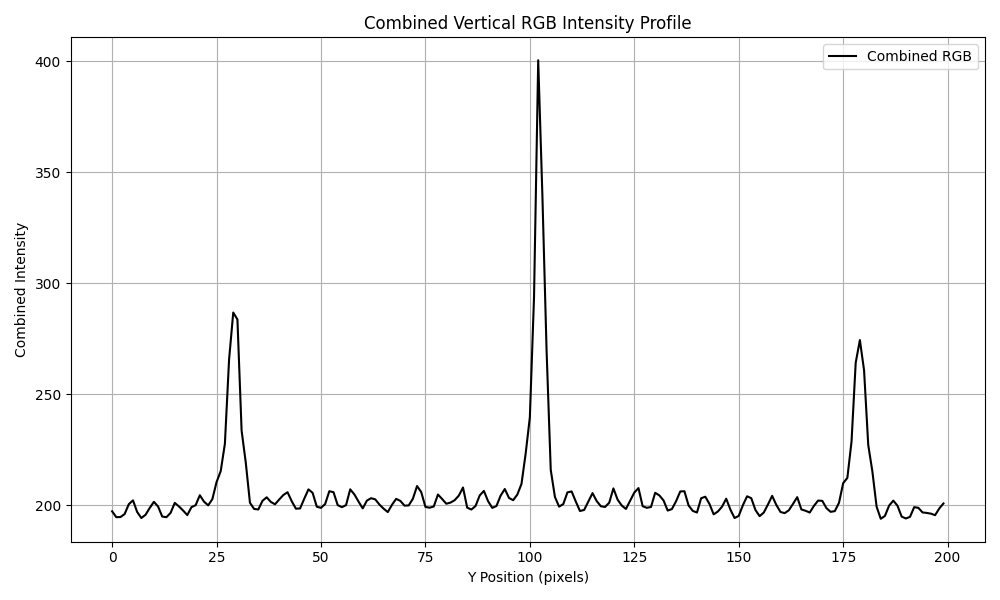 Combined Vertical RGB Intensity Profile
Combined RGB
400
350
300
250
200
Combined Intensity
0 25 50 75 100 125 150 175 200
Y Position (pixels)